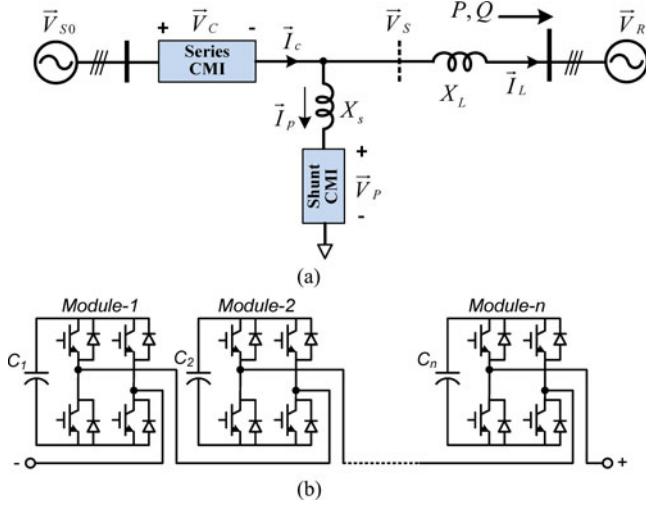 V_S0
+ V_C -
Series
CMI
I_c
V_S
P, Q
V_R
I_p
X_s
X_L
I_L
+
Shunt
CMI
V_P
-
(a)
Module-1
Module-2
Module-n
C_1
C_2
C_n
-
+
(b)